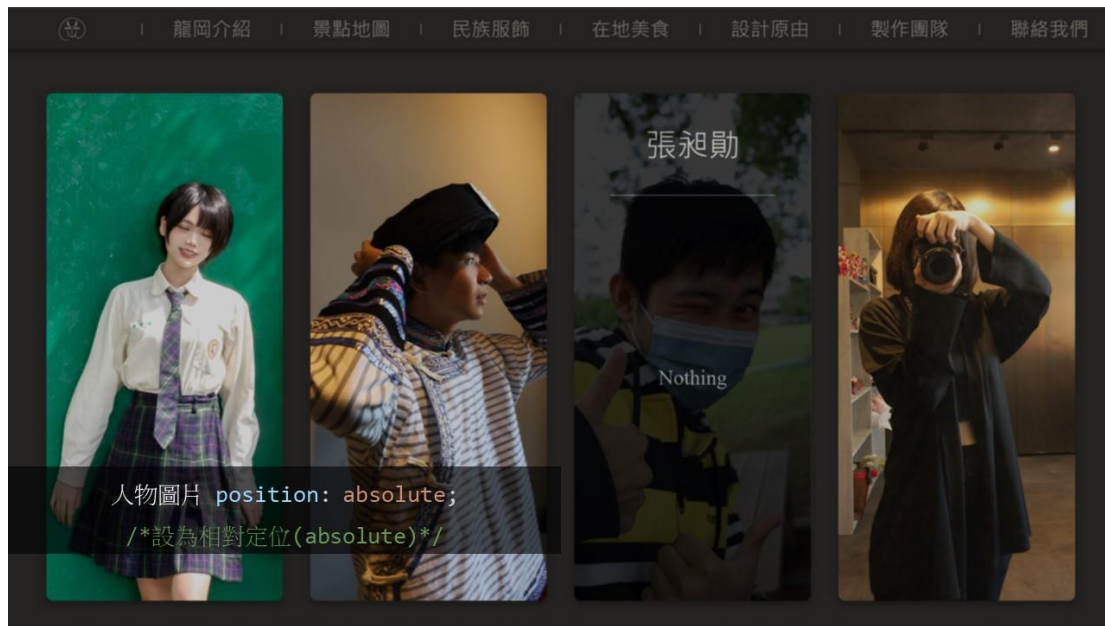 龍岡介紹 | 景點地圖 | 民族服飾 | 在地美食 | 設計原由 | 製作團隊 | 聯絡我們
張昶勛
Nothing
人物圖片 position: absolute;
/*設為相對定位(absolute)*/